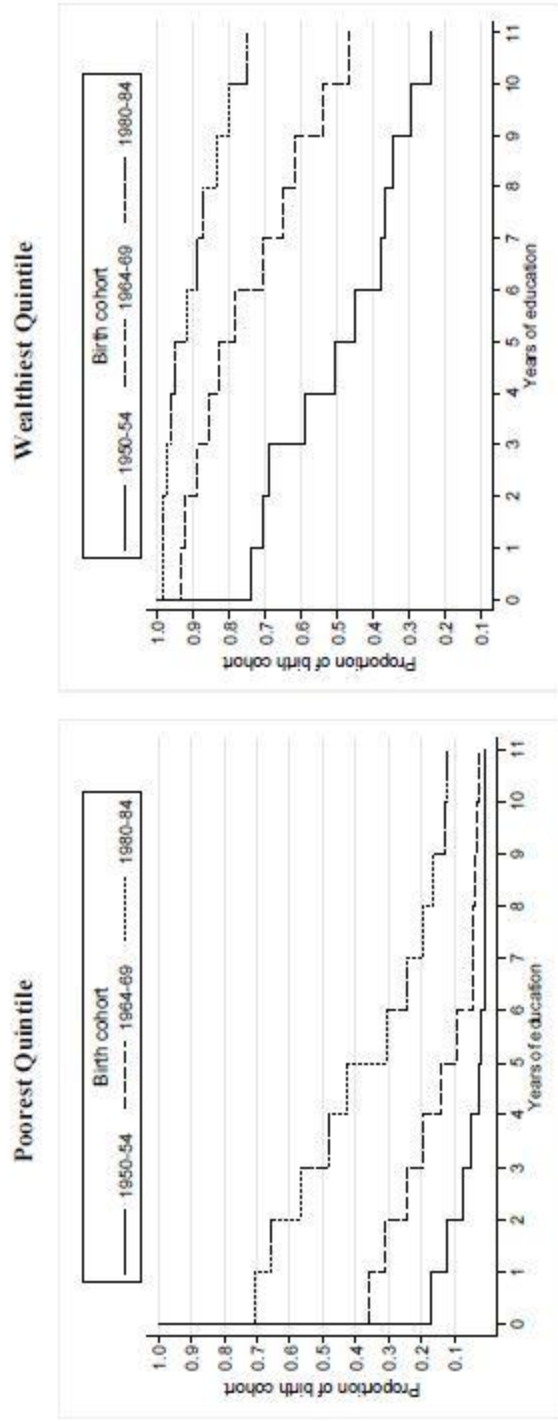 Poorest Quintile
Birth cohort
1950-54 1964-69 1980-84
Proportion of birth cohort
1.0
0.9
0.8
0.7
0.6
0.5
0.4
0.3
0.2
0.1
0 1 2 3 4 5 6 7 8 9 10 11
Years of education
Wealthiest Quintile
Birth cohort
1950-54 1964-69 1980-84
Proportion of birth cohort
1.0
0.9
0.8
0.7
0.6
0.5
0.4
0.3
0.2
0.1
0 1 2 3 4 5 6 7 8 9 10 11
Years of education